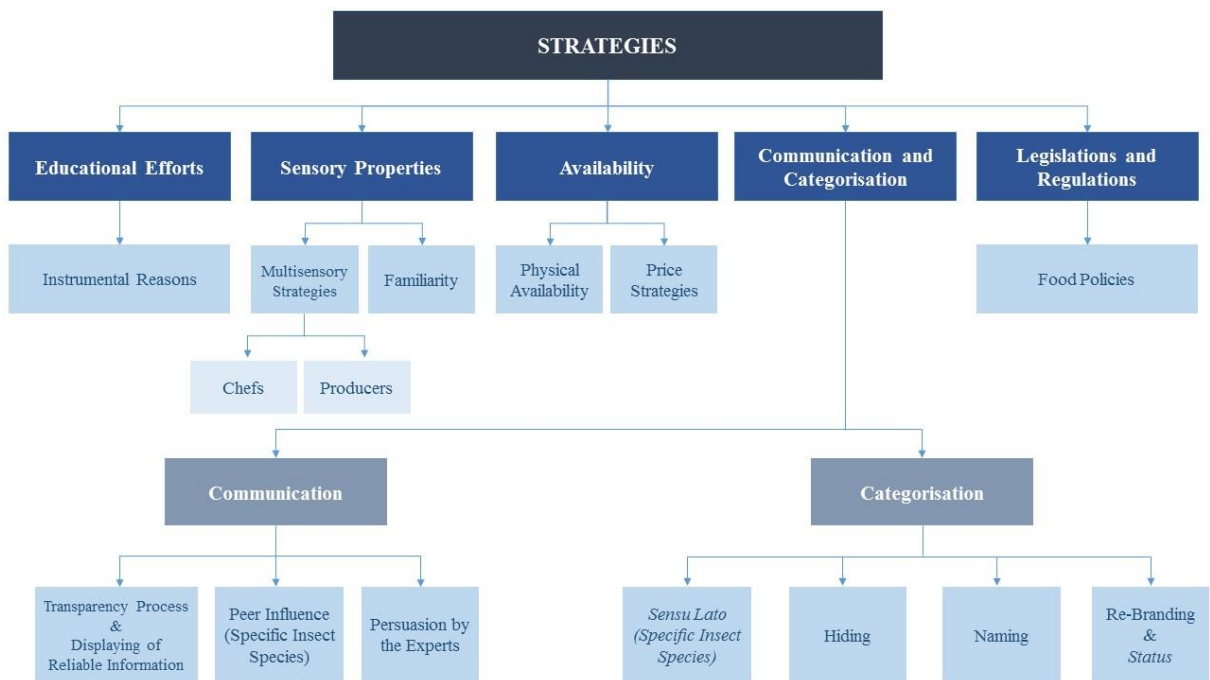 STRATEGIES
Educational Efforts
Sensory Properties
Availability
Communication and
Categorisation
Legislations and
Regulations
Instrumental Reasons
Multisensory
Strategies
Familiarity
Physical
Availability
Price
Strategies
Food Policies
Chefs
Producers
Communication
Categorisation
Transparency Process
&
Displaying of
Reliable Information
Peer Influence
(Specific Insect
Species)
Persuasion by
the Experts
Sensu Lato
(Specific Insect
Species)
Hiding
Naming
Re-Branding
&
Status